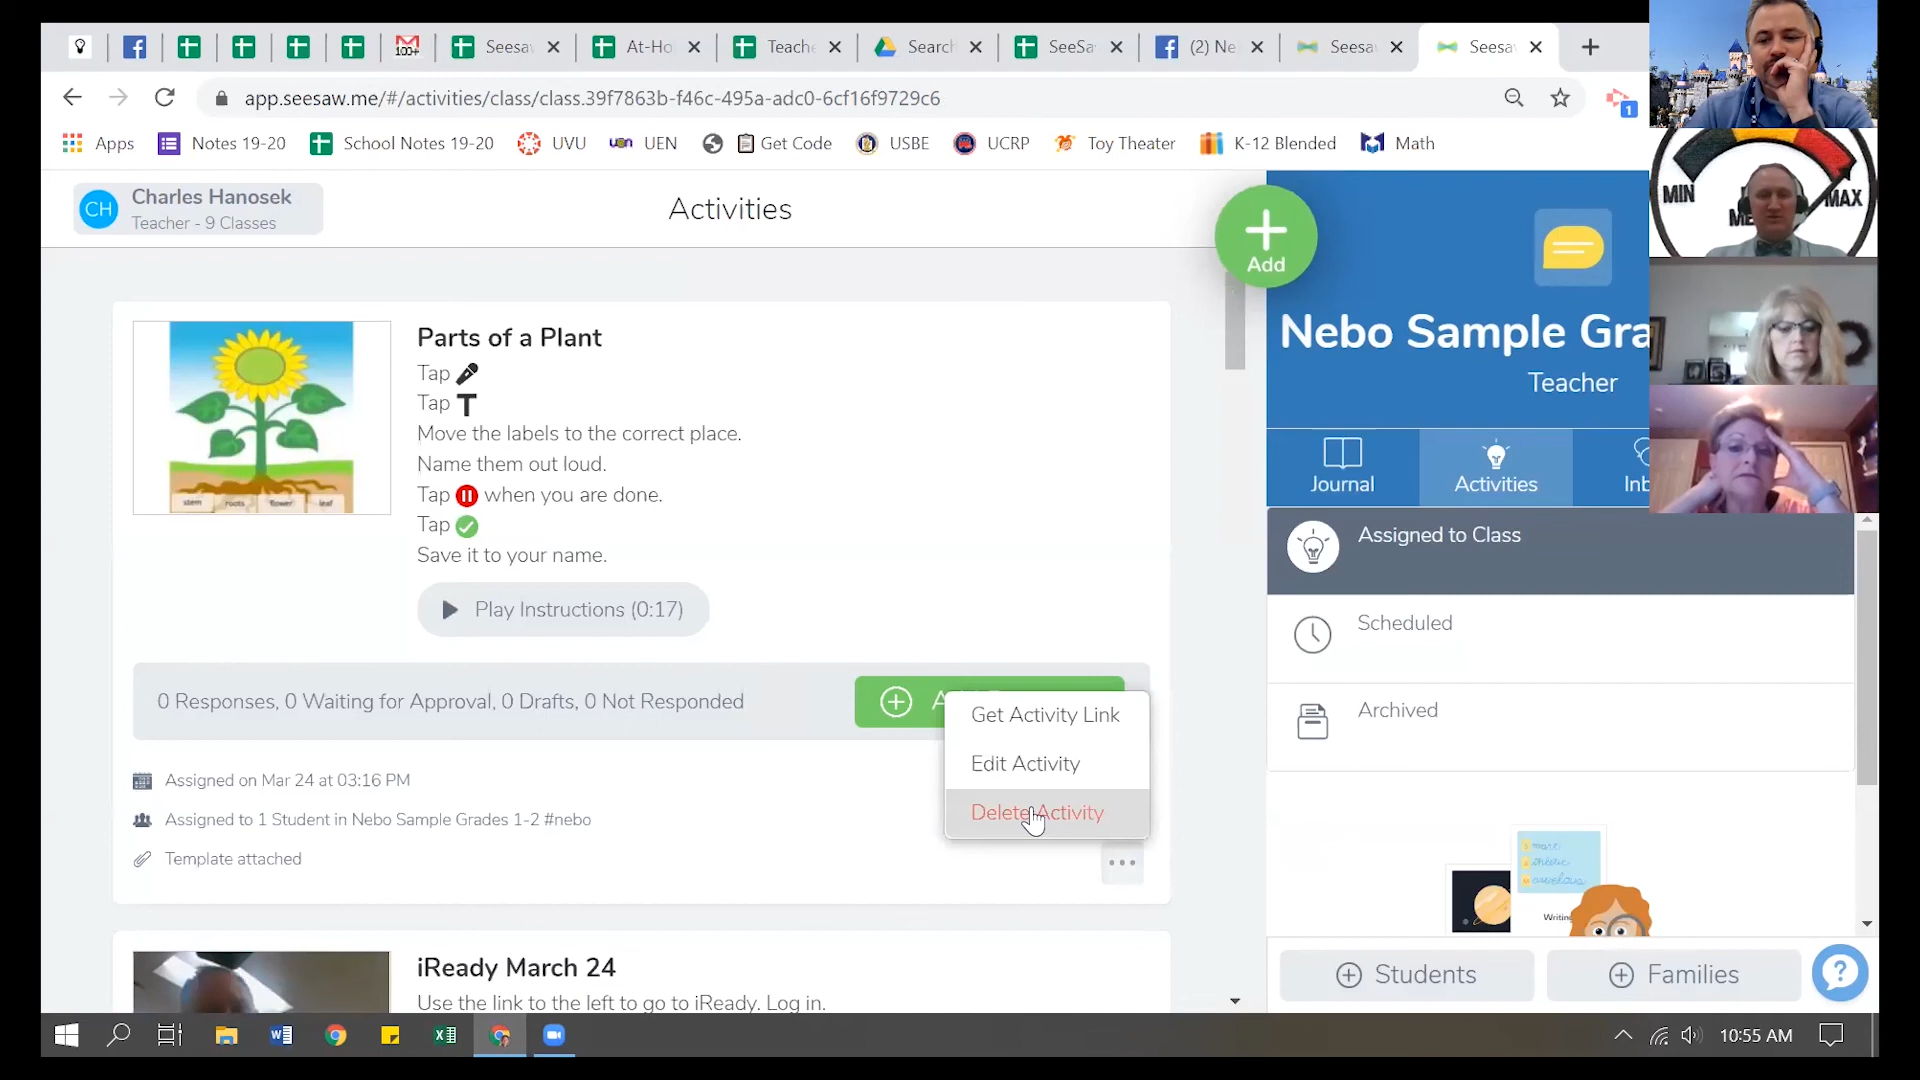 100+
Seesa
At-Ho
Teache
Search
SeeSa
(2) Ne
Seesa
Seesa
app.seesaw.me/#/activities/class/class.39f7863b-f46c-495a-adc0-6cf16f9729c6
1
Apps
Notes 19-20
School Notes 19-20
UVU
UEN
Get Code
USBE
UCRP
Toy Theater
K-12 Blended
Math
MIN
MAX
CH
Charles Hanosek
Teacher - 9 Classes
Activities
Add
Nebo Sample Gra
Teacher
Journal
Activities
Inb
Parts of a Plant
Tap
Tap T
Move the labels to the correct place.
Name them out loud.
Tap when you are done.
Tap
Save it to your name.
stem roots flower leaf
Play Instructions (0:17)
0 Responses, 0 Waiting for Approval, 0 Drafts, 0 Not Responded
Get Activity Link
Edit Activity
Delete Activity
Assigned on Mar 24 at 03:16 PM
Assigned to 1 Student in Nebo Sample Grades 1-2 #nebo
Template attached
iReady March 24
Use the link to the left to go to iReady. Log in.
Assigned to Class
Scheduled
Archived
Students
Families
10:55 AM